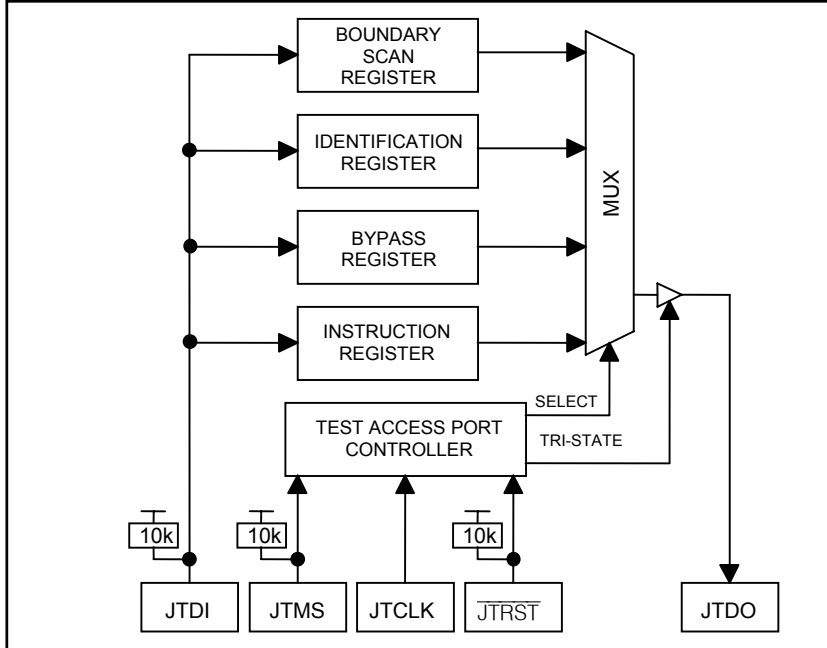 BOUNDARY
SCAN
REGISTER
IDENTIFICATION
REGISTER
BYPASS
REGISTER
INSTRUCTION
REGISTER
MUX
SELECT
TEST ACCESS PORT
CONTROLLER
TRI-STATE
10k
10k
10k
JTDI
JTMS
JTCLK
JTRST
JTDO